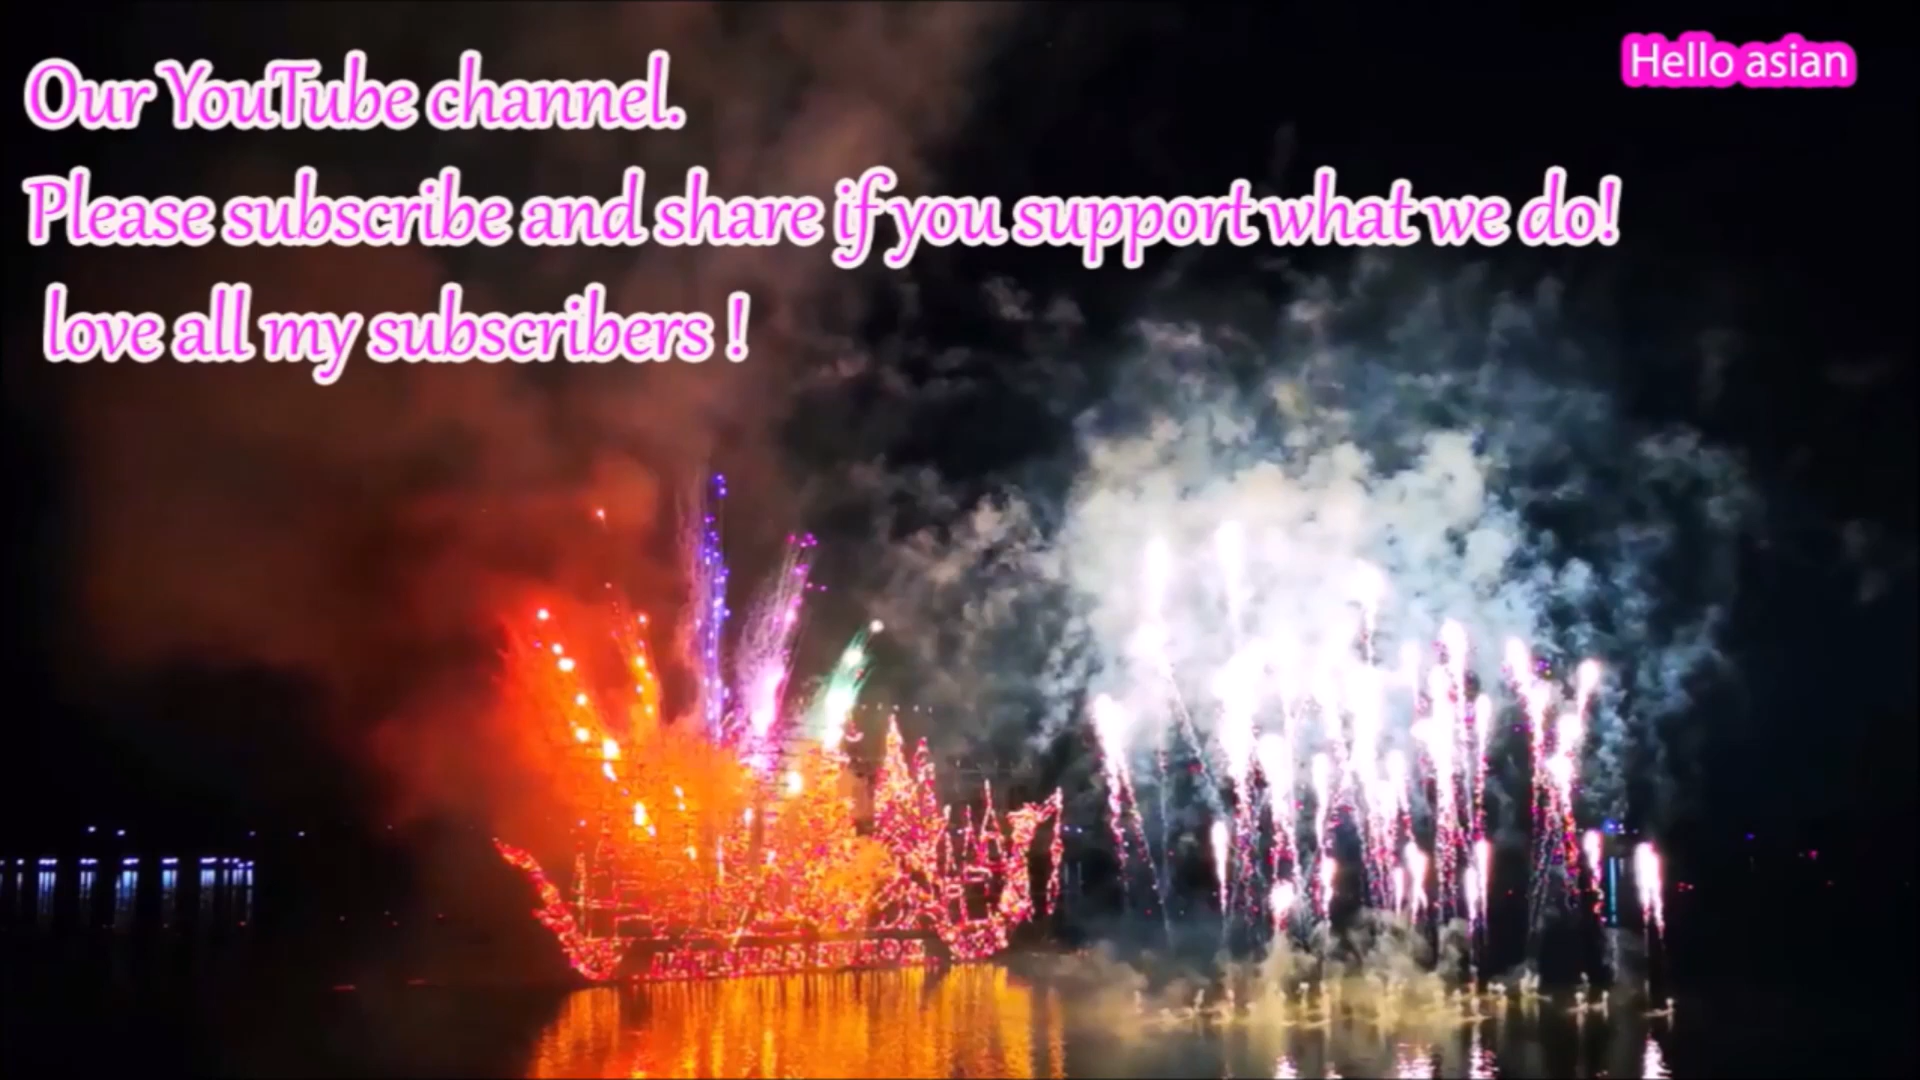 Hello asian
Our YouTube channel.
Please subscribe and share if you support what we do!
love all my subscribers !